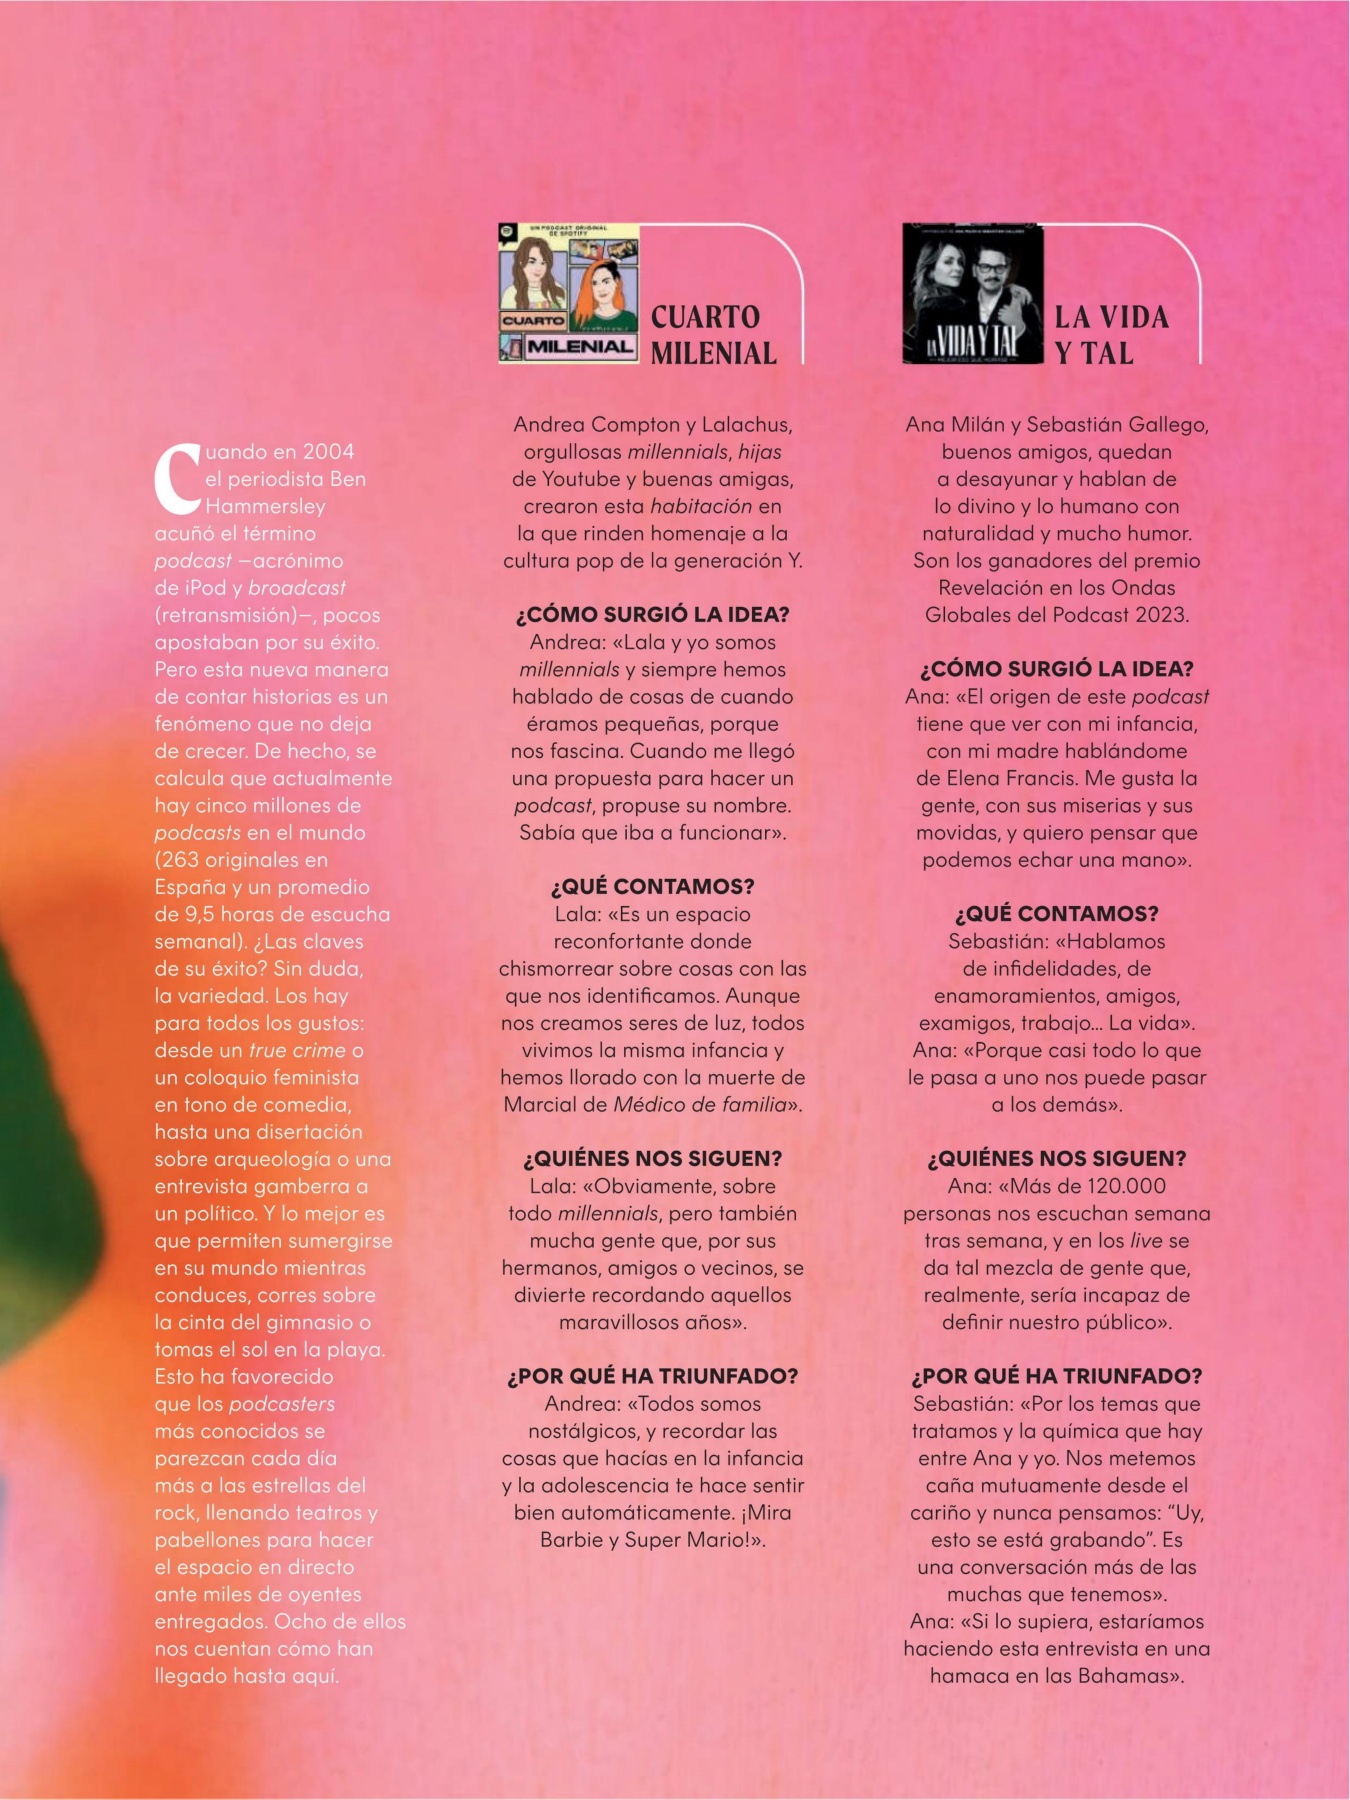 Cuando en 2004
el periodista Ben
Hammersley
acuñó el término
podcast —acrónimo
de iPod y broadcast
(retransmisión)—, pocos
apostaban por su éxito.
Pero esta nueva manera
de contar historias es un
fenómeno que no deja
de crecer. De hecho, se
calcula que actualmente
hay cinco millones de
podcasts en el mundo
(263 originales en
España y un promedio
de 9,5 horas de escucha
semanal). ¿Las claves
de su éxito? Sin duda,
la variedad. Los hay
para todos los gustos:
desde un true crime o
un coloquio feminista
en tono de comedia,
hasta una disertación
sobre arqueología o una
entrevista gamberra a
un político. Y lo mejor es
que permiten sumergirse
en su mundo mientras
conduces, corres sobre
la cinta del gimnasio o
tomas el sol en la playa.
Esto ha favorecido
que los podcasters
más conocidos se
parezcan cada día
más a las estrellas del
rock, llenando teatros y
pabellones para hacer
el espacio en directo
ante miles de oyentes
entregados. Ocho de ellos
nos cuentan cómo han
llegado hasta aquí.
UN PODCAST ORIGINAL
DE SPOTIFY
CUARTO
MILENIAL
CUARTO
MILENIAL
Andrea Compton y Lalachus,
orgullosas millennials, hijas
de Youtube y buenas amigas,
crearon esta habitación en
la que rinden homenaje a la
cultura pop de la generación Y.
¿CÓMO SURGIÓ LA IDEA?
Andrea: «Lala y yo somos
millennials y siempre hemos
hablado de cosas de cuando
éramos pequeñas, porque
nos fascina. Cuando me llegó
una propuesta para hacer un
podcast, propuse su nombre.
Sabía que iba a funcionar».
¿QUÉ CONTAMOS?
Lala: «Es un espacio
reconfortante donde
chismorrear sobre cosas con las
que nos identificamos. Aunque
nos creamos seres de luz, todos
vivimos la misma infancia y
hemos llorado con la muerte de
Marcial de Médico de familia».
¿QUIÉNES NOS SIGUEN?
Lala: «Obviamente, sobre
todo millennials, pero también
mucha gente que, por sus
hermanos, amigos o vecinos, se
divierte recordando aquellos
maravillosos años».
¿POR QUÉ HA TRIUNFADO?
Andrea: «Todos somos
nostálgicos, y recordar las
cosas que hacías en la infancia
y la adolescencia te hace sentir
bien automáticamente. ¡Mira
Barbie y Super Mario!».
LA VIDA Y TAL
LA VIDA
Y TAL
Ana Milán y Sebastián Gallego,
buenos amigos, quedan
a desayunar y hablan de
lo divino y lo humano con
naturalidad y mucho humor.
Son los ganadores del premio
Revelación en los Ondas
Globales del Podcast 2023.
¿CÓMO SURGIÓ LA IDEA?
Ana: «El origen de este podcast
tiene que ver con mi infancia,
con mi madre hablándome
de Elena Francis. Me gusta la
gente, con sus miserias y sus
movidas, y quiero pensar que
podemos echar una mano».
¿QUÉ CONTAMOS?
Sebastián: «Hablamos
de infidelidades, de
enamoramientos, amigos,
examigos, trabajo... La vida».
Ana: «Porque casi todo lo que
le pasa a uno nos puede pasar
a los demás».
¿QUIÉNES NOS SIGUEN?
Ana: «Más de 120.000
personas nos escuchan semana
tras semana, y en los live se
da tal mezcla de gente que,
realmente, sería incapaz de
definir nuestro público».
¿POR QUÉ HA TRIUNFADO?
Sebastián: «Por los temas que
tratamos y la química que hay
entre Ana y yo. Nos metemos
caña mutuamente desde el
cariño y nunca pensamos: “Uy,
esto se está grabando”. Es
una conversación más de las
muchas que tenemos».
Ana: «Si lo supiera, estaríamos
haciendo esta entrevista en una
hamaca en las Bahamas».